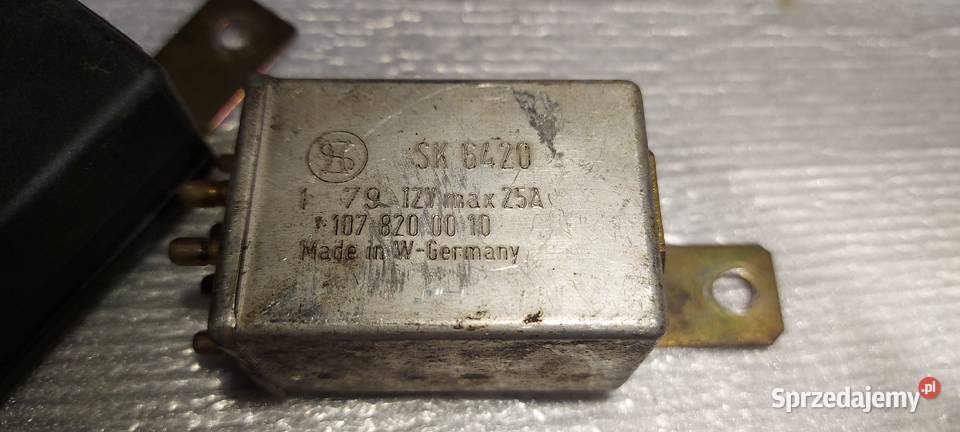 SK 6420
1 79 12V max 25A
107 820 00 10
Made in W-Germany
Sprzedajemy.pl